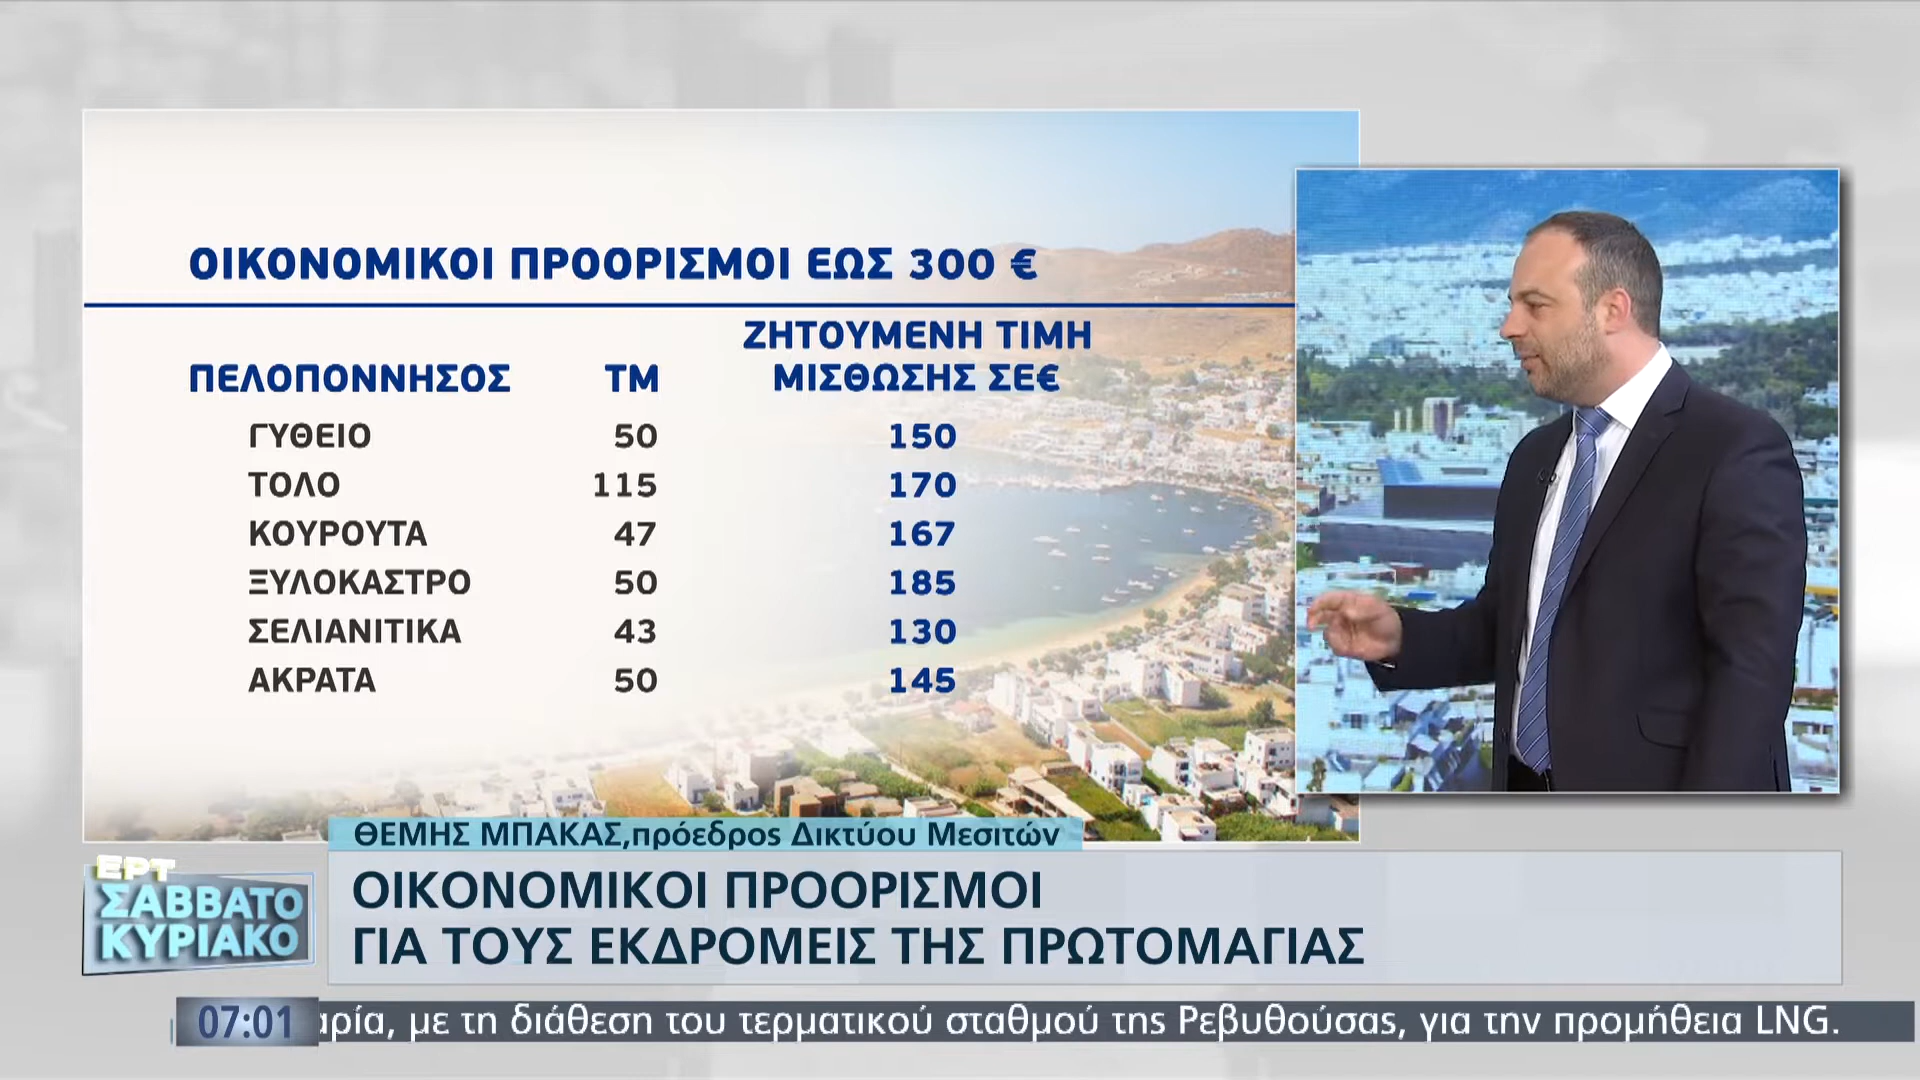 ΟΙΚΟΝΟΜΙΚΟΙ ΠΡΟΟΡΙΣΜΟΙ ΕΩΣ 300 €
ΠΕΛΟΠΟΝΝΗΣΟΣ ΤΜ ΖΗΤΟΥΜΕΝΗ ΤΙΜΗ
ΜΙΣΘΩΣΗΣ ΣΕ€
ΓΥΘΕΙΟ 50 150
ΤΟΛΟ 115 170
ΚΟΥΡΟΥΤΑ 47 167
ΞΥΛΟΚΑΣΤΡΟ 50 185
ΣΕΛΙΑΝΙΤΙΚΑ 43 130
ΑΚΡΑΤΑ 50 145
ΘΕΜΗΣ ΜΠΑΚΑΣ,πρόεδρος Δικτύου Μεσιτών
ΕΡΤ
ΣΑΒΒΑΤΟ
ΚΥΡΙΑΚΟ
ΟΙΚΟΝΟΜΙΚΟΙ ΠΡΟΟΡΙΣΜΟΙ
ΓΙΑ ΤΟΥΣ ΕΚΔΡΟΜΕΙΣ ΤΗΣ ΠΡΩΤΟΜΑΓΙΑΣ
07:01 αρία, με τη διάθεση του τερματικού σταθμού της Ρεβυθούσας, για την προμήθεια LNG.